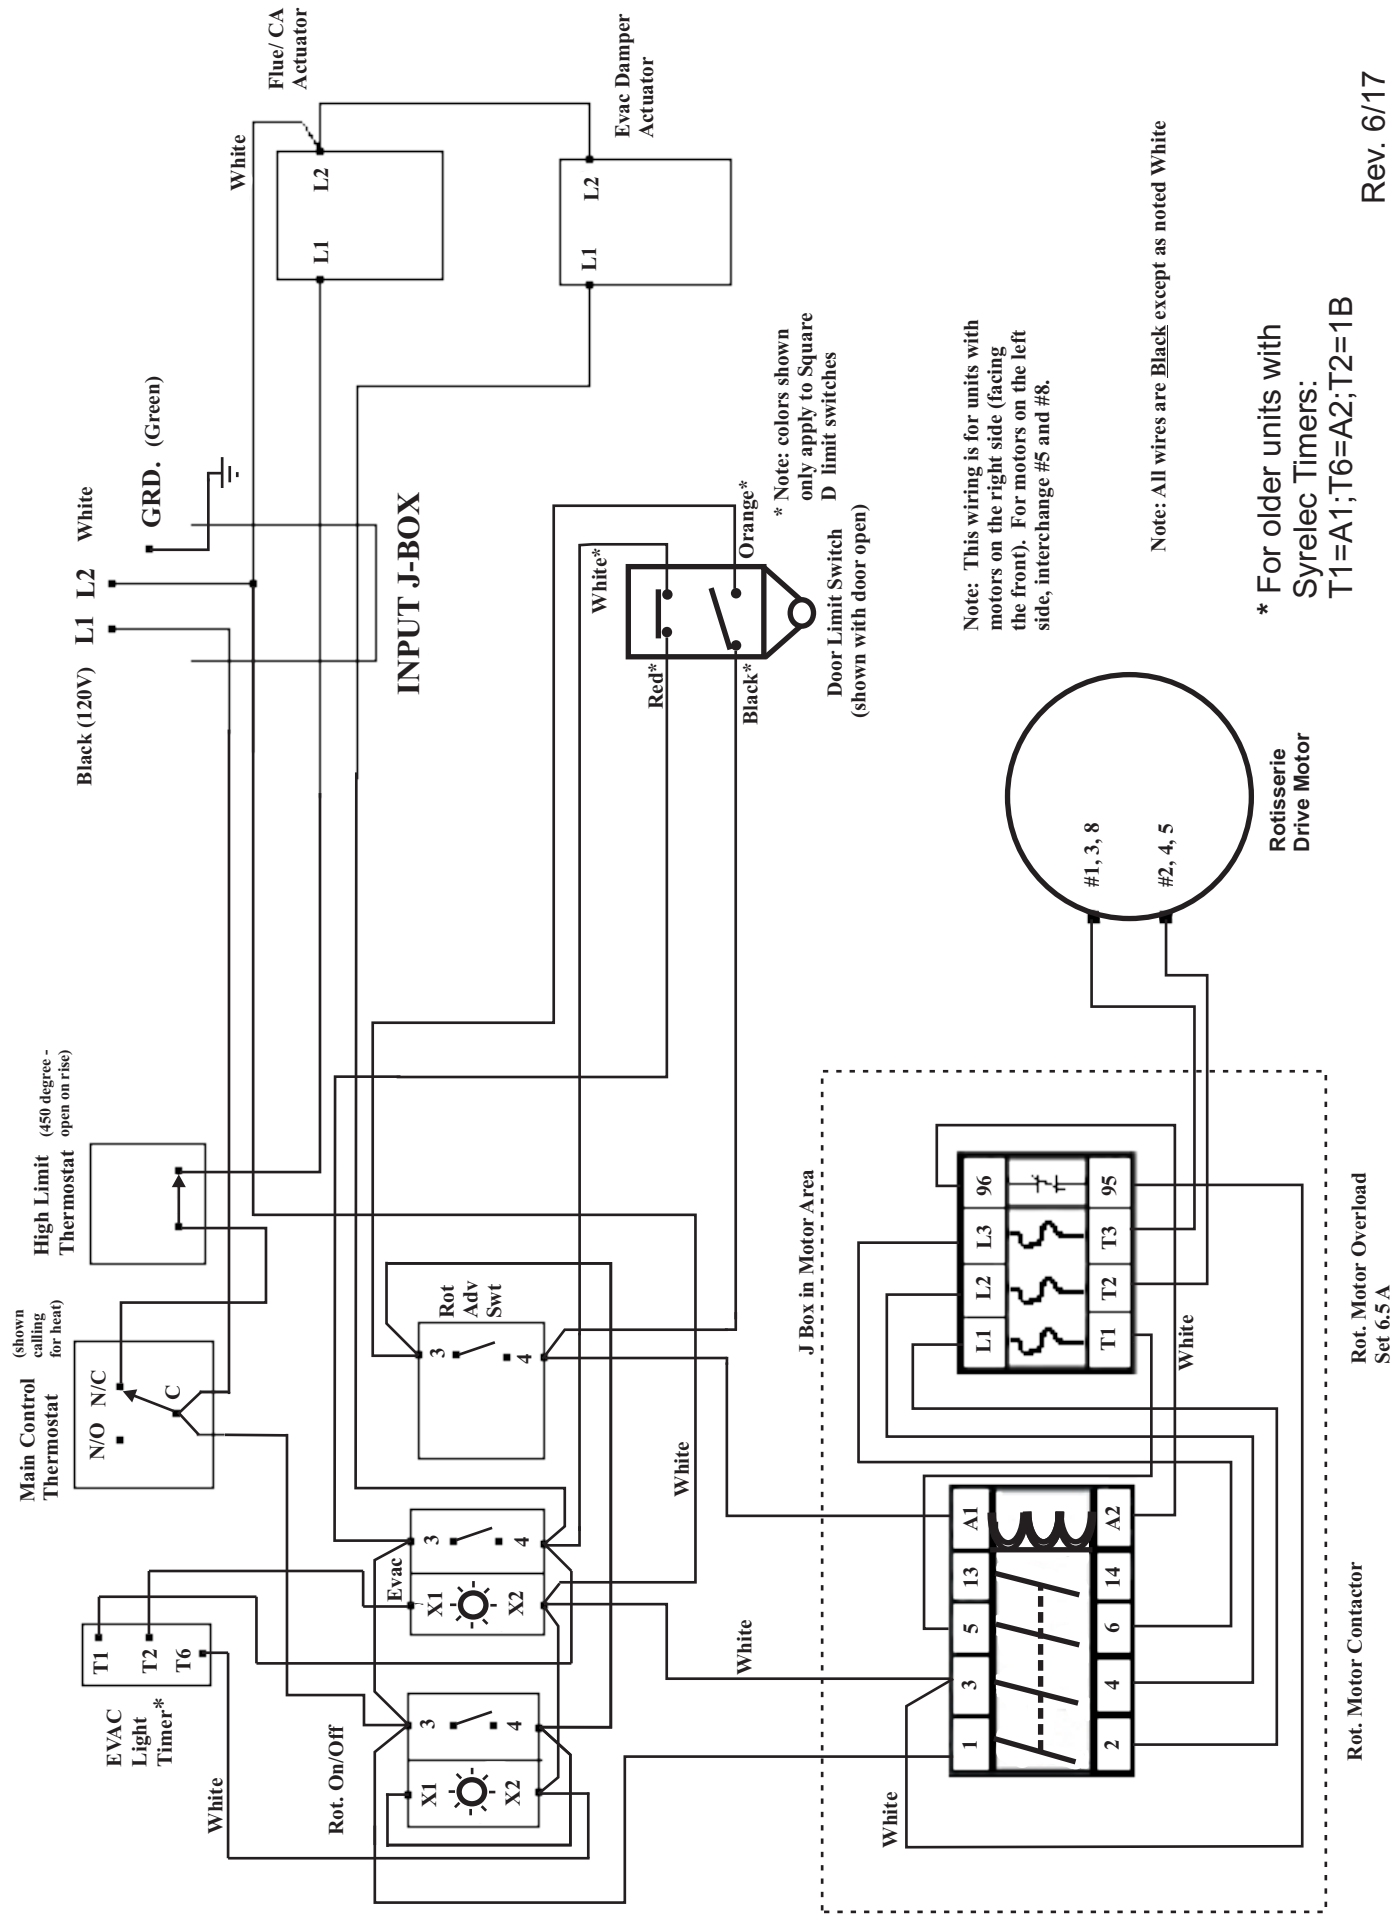 Main Control
Thermostat
(shown
calling
for heat)
N/O N/C
C
High Limit
Thermostat
(450 degree -
open on rise)
Black (120V)
L1 L2 White
GRD. (Green)
INPUT J-BOX
White
Flue/ CA
Actuator
L1
L2
Evac Damper
Actuator
L1
L2
EVAC
Light
Timer*
T1
T2
T6
White
Rot. On/Off
X1
X2
3
4
Evac
X1
X2
3
4
Rot
Adv
Swt
3
4
White
White
White*
Red*
Black*
Orange*
Door Limit Switch
(shown with door open)
* Note: colors shown
only apply to Square
D limit switches
J Box in Motor Area
White
1
3
5
13
A1
2
4
6
14
A2
Rot. Motor Contactor
White
L1
L2
L3
96
T1
T2
T3
95
Rot. Motor Overload
Set 6.5 A
#1, 3, 8
#2, 4, 5
Rotisserie
Drive Motor
Note: This wiring is for units with
motors on the right side (facing
the front). For motors on the left
side, interchange #5 and #8.
Note: All wires are Black except as noted White
* For older units with
Syrelec Timers:
T1=A1;T6=A2;T2=1B
Rev. 6/17